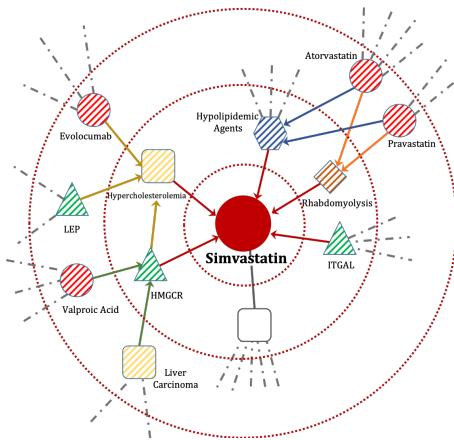 Atorvastatin
Evolocumab
Hypolipidemic
Agents
Pravastatin
Hypercholesterolemia
Rhabdomyolysis
LEP
Simvastatin
ITGAL
Valproic Acid
HMGCR
Liver
Carcinoma